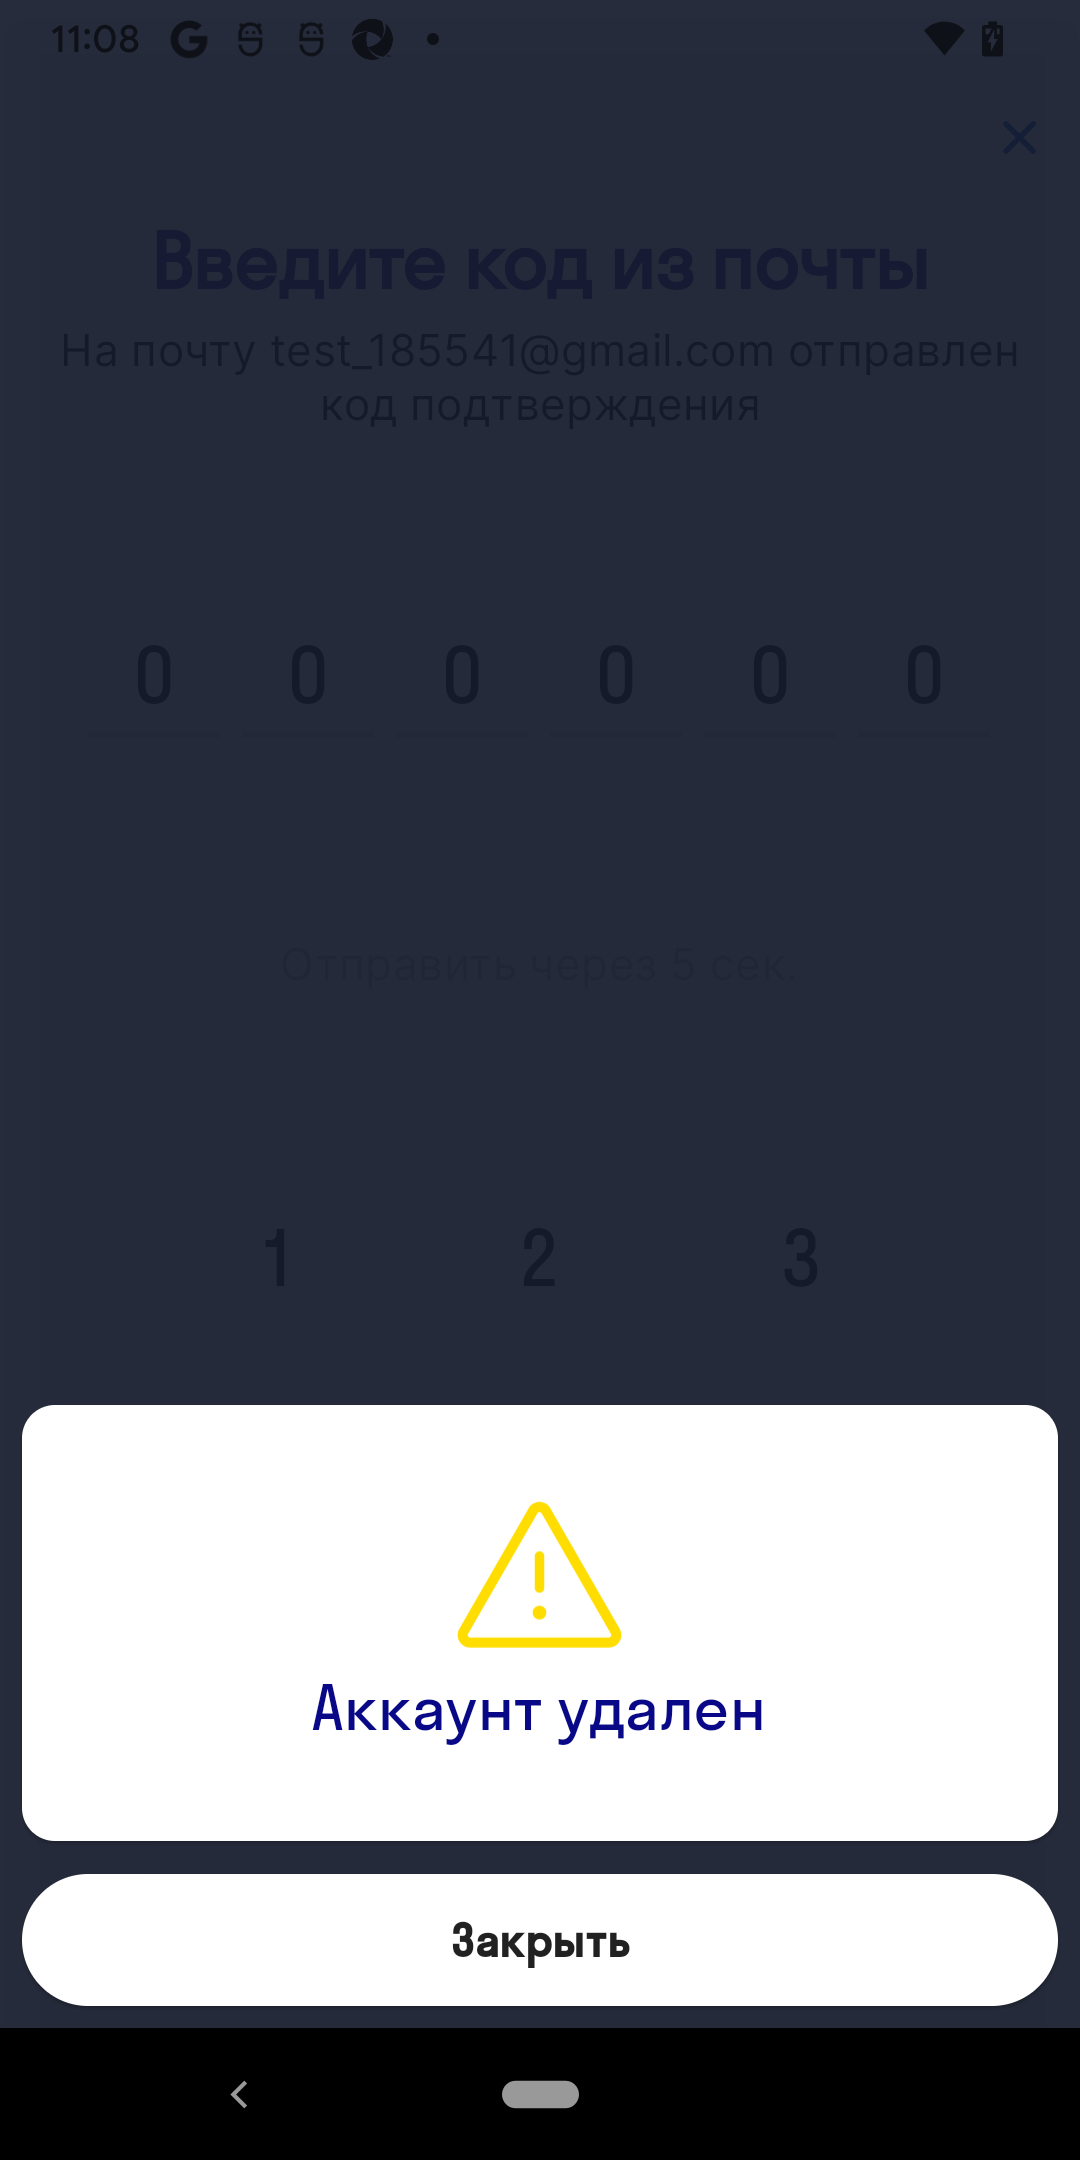 11:08
Введите код из почты
На почту test_185541@gmail.com отправлен
код подтверждения
0 0 0 0 0 0
Отправить через 5 сек.
1 2 3
Аккаунт удален
Закрыть